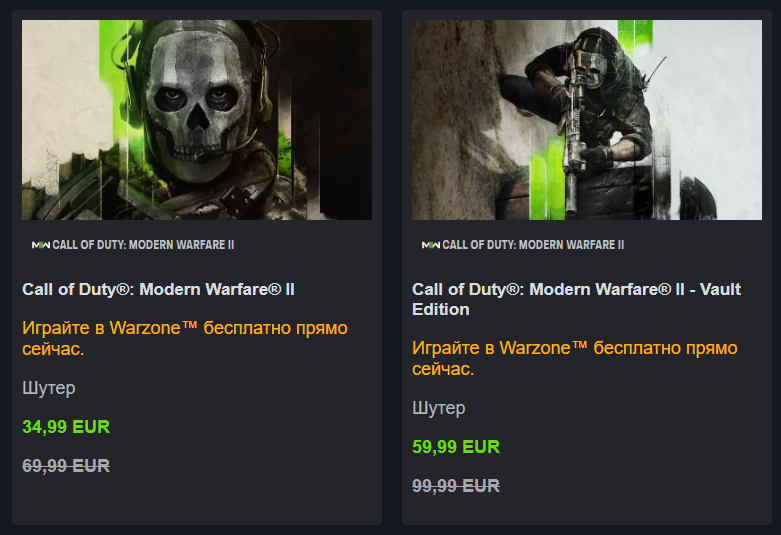 CALL OF DUTY: MODERN WARFARE II
Call of Duty®: Modern Warfare® II
Играйте в Warzone™ бесплатно прямо
сейчас.
Шутер
34,99 EUR
69,99 EUR
CALL OF DUTY: MODERN WARFARE II
Call of Duty®: Modern Warfare® II - Vault
Edition
Играйте в Warzone™ бесплатно прямо
сейчас.
Шутер
59,99 EUR
99,99 EUR